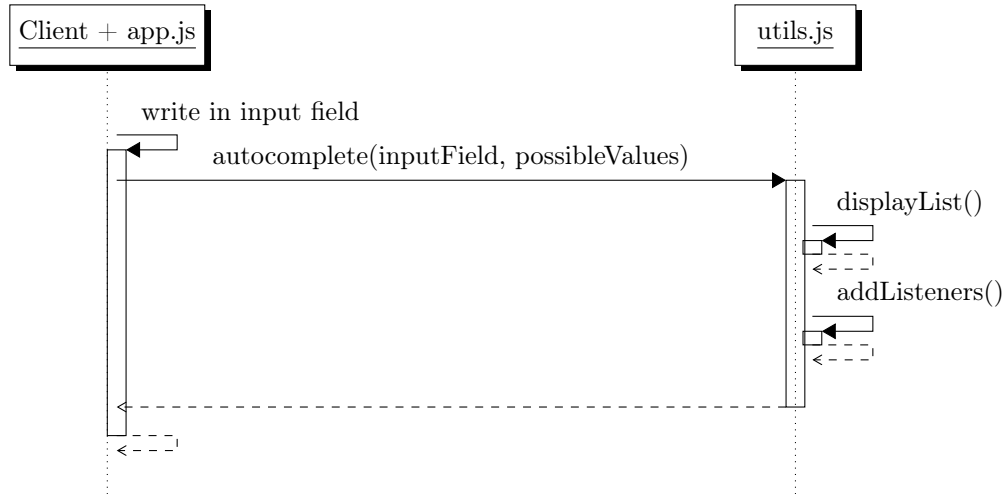 Client + app.js
utils.js
write in input field
autocomplete(inputField, possibleValues)
displayList()
addListeners()